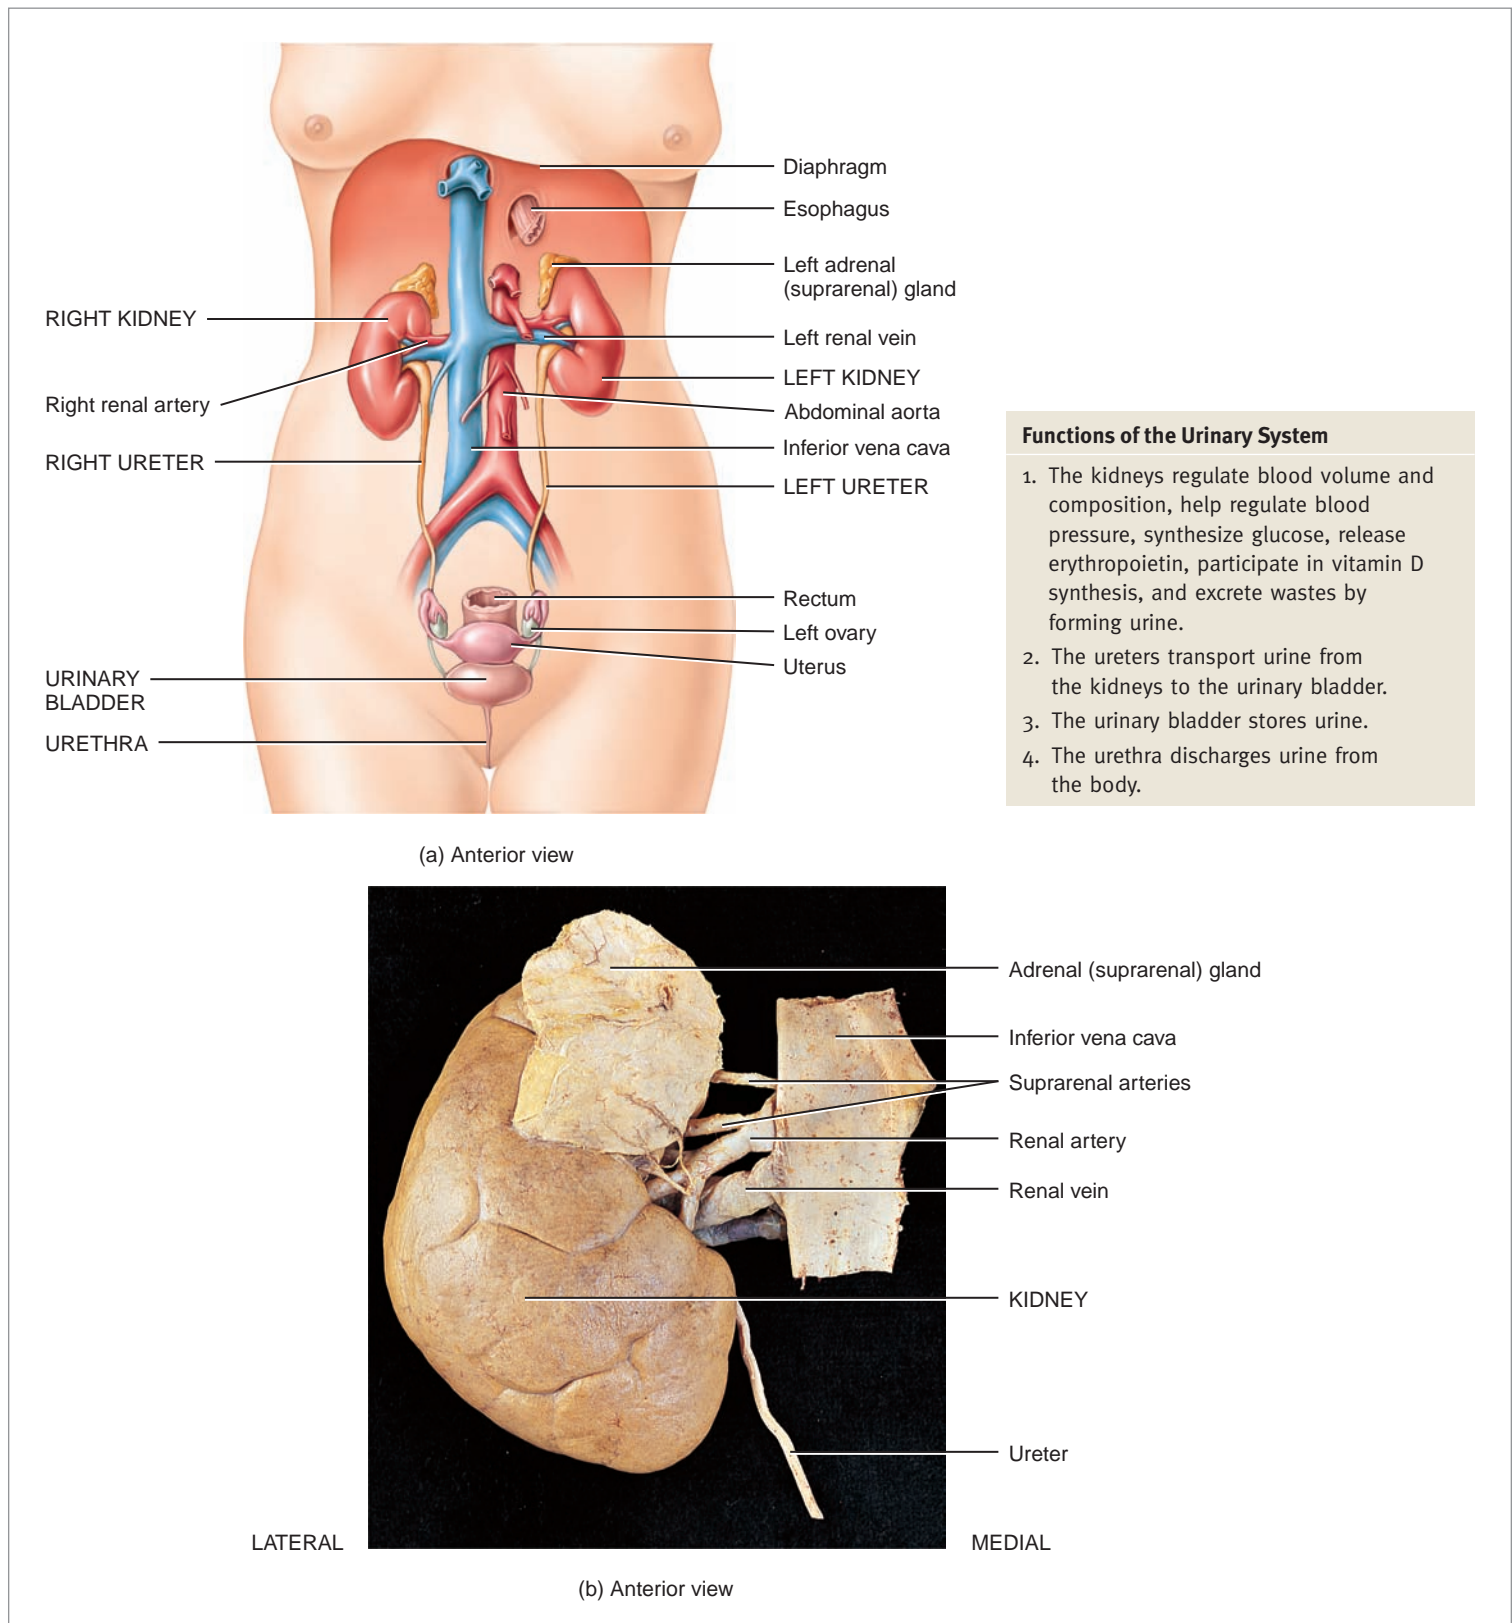 Diaphragm
Esophagus
Left adrenal
(suprarenal) gland
RIGHT KIDNEY
Left renal vein
LEFT KIDNEY
Right renal artery
Abdominal aorta
Inferior vena cava
RIGHT URETER
LEFT URETER
Rectum
Left ovary
Uterus
URINARY
BLADDER
URETHRA
(a) Anterior view
Functions of the Urinary System
1. The kidneys regulate blood volume and
composition, help regulate blood
pressure, synthesize glucose, release
erythropoietin, participate in vitamin D
synthesis, and excrete wastes by
forming urine.
2. The ureters transport urine from
the kidneys to the urinary bladder.
3. The urinary bladder stores urine.
4. The urethra discharges urine from
the body.
Adrenal (suprarenal) gland
Inferior vena cava
Suprarenal arteries
Renal artery
Renal vein
KIDNEY
Ureter
LATERAL
MEDIAL
(b) Anterior view